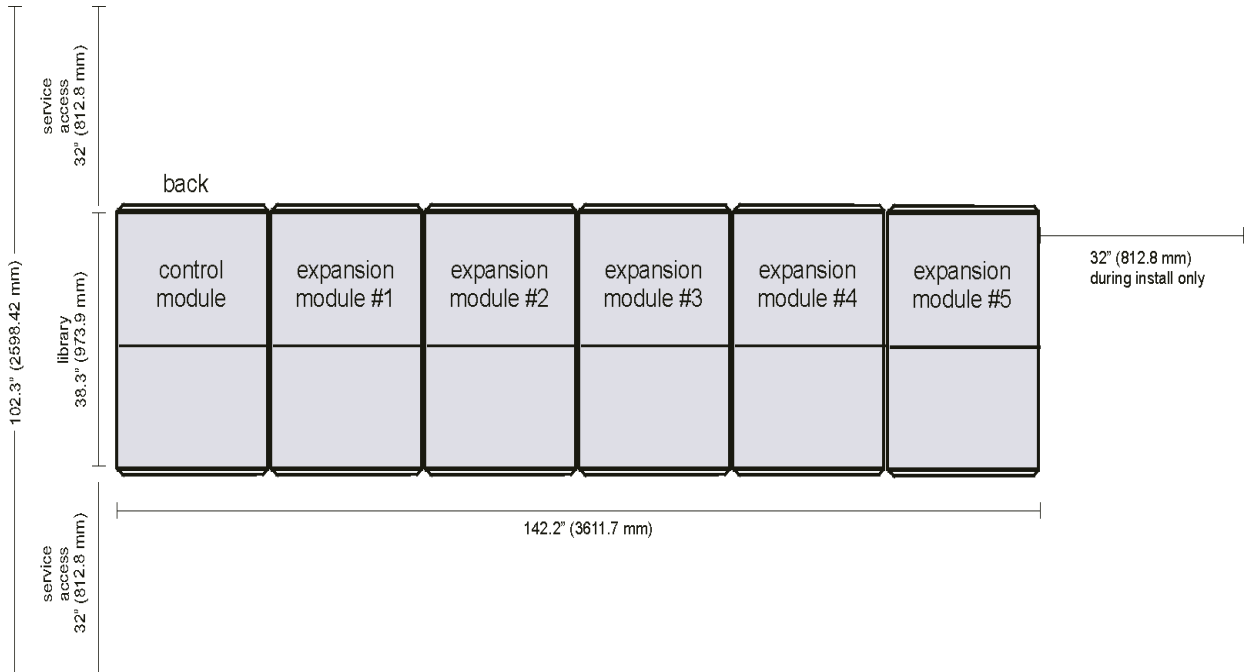 102.3" (2598.42 mm)
service
access
32" (812.8 mm)
library
38.3" (973.9 mm)
service
access
32" (812.8 mm)
back
control
module
expansion
module #1
expansion
module #2
expansion
module #3
expansion
module #4
expansion
module #5
32" (812.8 mm)
during install only
142.2" (3611.7 mm)